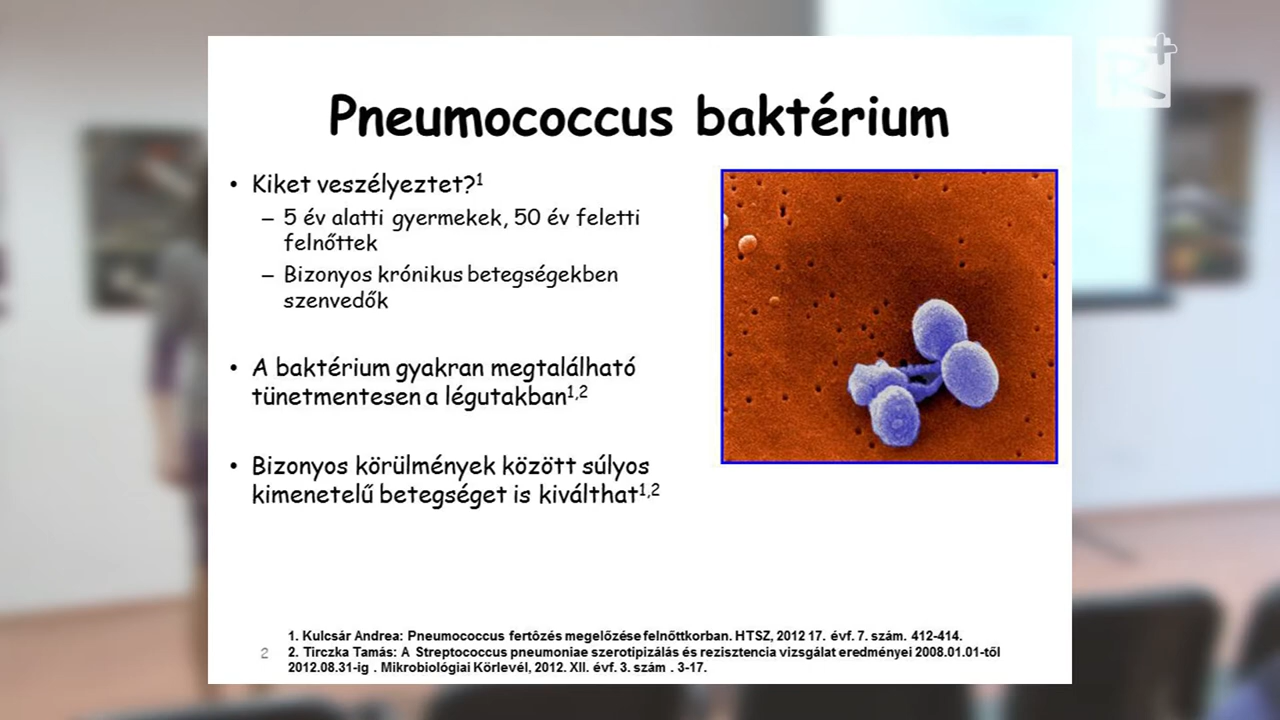 R+
Pneumococcus baktérium
• Kiket veszélyeztet?1
– 5 év alatti gyermekek, 50 év feletti
felnőttek
– Bizonyos krónikus betegségekben
szenvedők
• A baktérium gyakran megtalálható
tünetmentesen a légutakban1,2
• Bizonyos körülmények között súlyos
kimenetelű betegséget is kiválthat1,2
1. Kulcsár Andrea: Pneumococcus fertőzés megelőzése felnőttkorban. HTSZ, 2012 17. évf. 7. szám. 412-414.
2. Tirczka Tamás: A Streptococcus pneumoniae szerotipizálás és rezisztencia vizsgálat eredményei 2008.01.01-től
2012.08.31-ig . Mikrobiológiai Körlevél, 2012. XII. évf. 3. szám . 3-17.
2